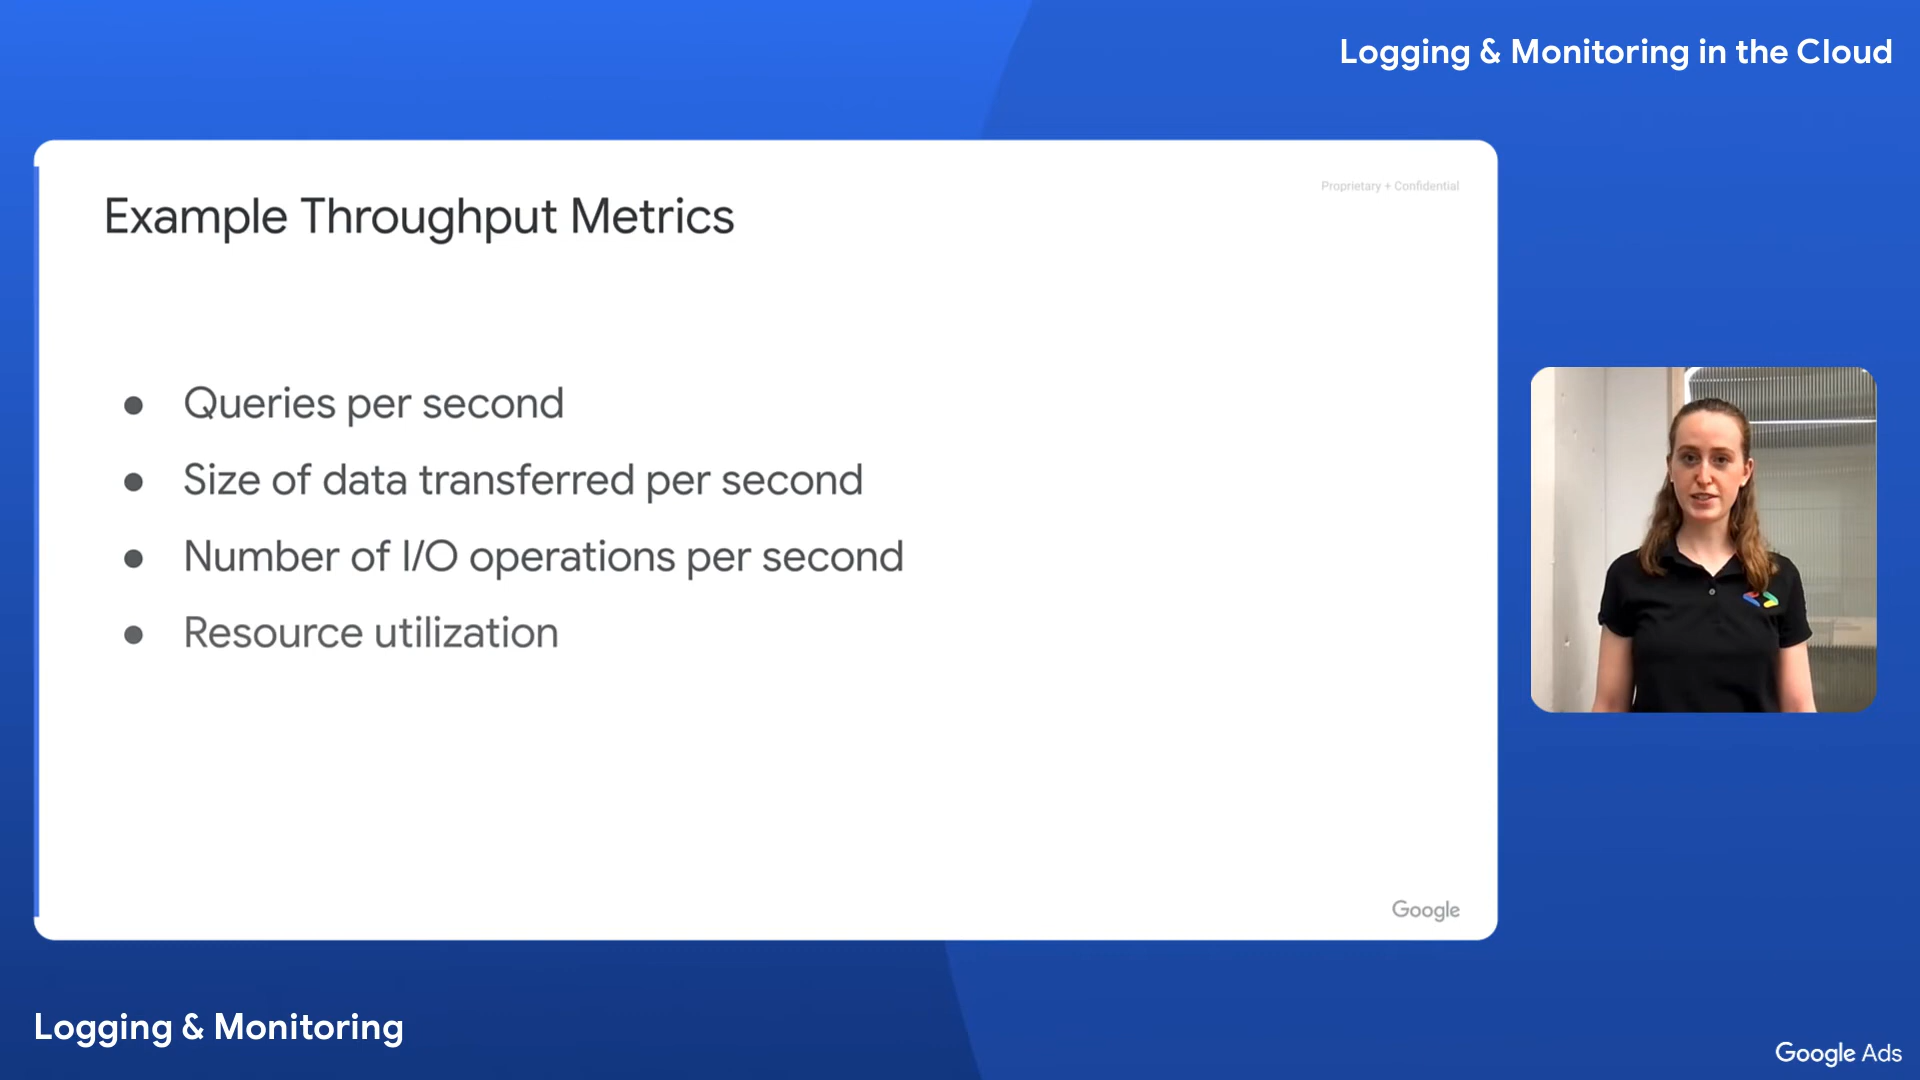 Logging & Monitoring in the Cloud
Proprietary + Confidential
Example Throughput Metrics
● Queries per second
● Size of data transferred per second
● Number of I/O operations per second
● Resource utilization
Google
Logging & Monitoring
Google Ads